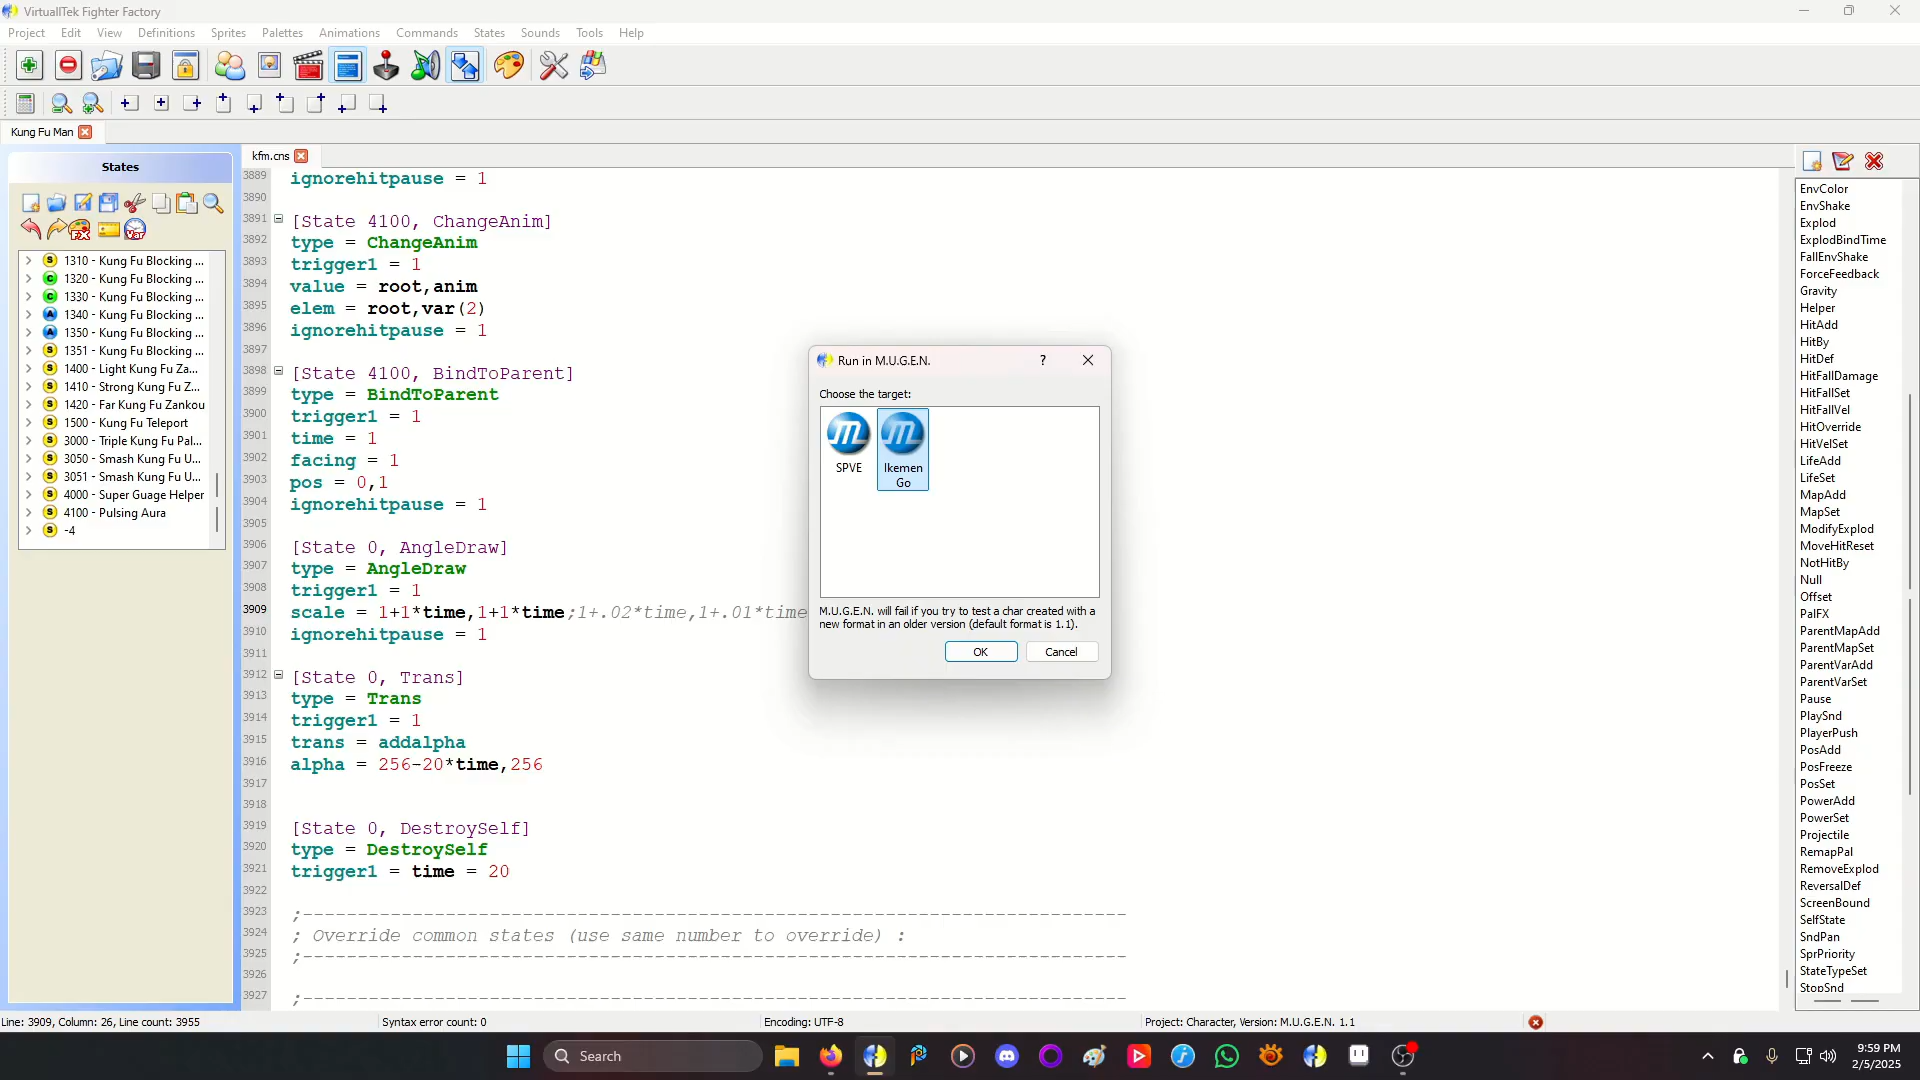 VirtuallTek Fighter Factory
Project Edit View Definitions Sprites Palettes Animations Commands States Sounds Tools Help
Kung Fu Man
States
1310 - Kung Fu Blocking ...
1320 - Kung Fu Blocking ...
1330 - Kung Fu Blocking ...
1340 - Kung Fu Blocking ...
1350 - Kung Fu Blocking ...
1351 - Kung Fu Blocking ...
1400 - Light Kung Fu Za...
1410 - Strong Kung Fu Z...
1420 - Far Kung Fu Zankou
1500 - Kung Fu Teleport
3000 - Triple Kung Fu Pal...
3050 - Smash Kung Fu U...
3051 - Smash Kung Fu U...
4000 - Super Guage Helper
4100 - Pulsing Aura
-4
kfm.cns
3889 ignorehitpause = 1
3890
3891 [State 4100, ChangeAnim]
3892 type = ChangeAnim
3893 trigger1 = 1
3894 value = root,anim
3895 elem = root,var(2)
3896 ignorehitpause = 1
3897
3898 [State 4100, BindToParent]
3899 type = BindToParent
3900 trigger1 = 1
3901 time = 1
3902 facing = 1
3903 pos = 0,1
3904 ignorehitpause = 1
3905
3906 [State 0, AngleDraw]
3907 type = AngleDraw
3908 trigger1 = 1
3909 scale = 1+1*time,1+1*time;1+.02*time,1+.01*time
3910 ignorehitpause = 1
3911
3912 [State 0, Trans]
3913 type = Trans
3914 trigger1 = 1
3915 trans = addalpha
3916 alpha = 256-20*time,256
3917
3918
3919 [State 0, DestroySelf]
3920 type = DestroySelf
3921 trigger1 = time = 20
3922
3923 ;---------------------------------------------------------------------------
3924 ; Override common states (use same number to override) :
3925 ;---------------------------------------------------------------------------
3926
3927 ;---------------------------------------------------------------------------
Run in M.U.G.E.N.
?
Choose the target:
SPVE
Ikemen
Go
M.U.G.E.N. will fail if you try to test a char created with a
new format in an older version (default format is 1.1).
OK Cancel
EnvColor
EnvShake
Explod
ExplodBindTime
FallEnvShake
ForceFeedback
Gravity
Helper
HitAdd
HitBy
HitDef
HitFallDamage
HitFallSet
HitFallVel
HitOverride
HitVelSet
LifeAdd
LifeSet
MapAdd
MapSet
ModifyExplod
MoveHitReset
NotHitBy
Null
Offset
PalFX
ParentMapAdd
ParentMapSet
ParentVarAdd
ParentVarSet
Pause
PlaySnd
PlayerPush
PosAdd
PosFreeze
PosSet
PowerAdd
PowerSet
Projectile
RemapPal
RemoveExplod
ReversalDef
ScreenBound
SelfState
SndPan
SprPriority
StateTypeSet
StopSnd
Line: 3909, Column: 26, Line count: 3955
Syntax error count: 0
Encoding: UTF-8
Project: Character, Version: M.U.G.E.N. 1.1
Search
9:59 PM
2/5/2025